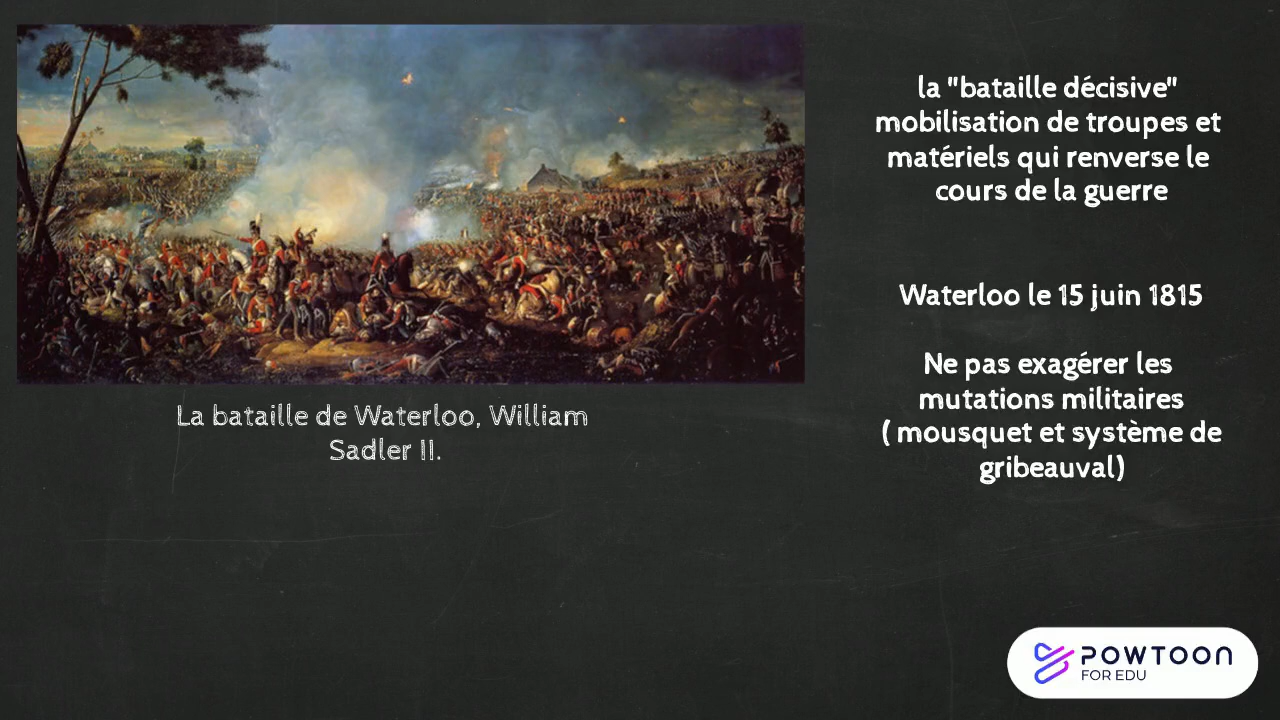 la "bataille décisive"
mobilisation de troupes et
matériels qui renverse le
cours de la guerre
Waterloo le 15 juin 1815
Ne pas exagérer les
mutations militaires
( mousquet et système de
gribeauval)
La bataille de Waterloo, William
Sadler II.
POWTOON
FOR EDU